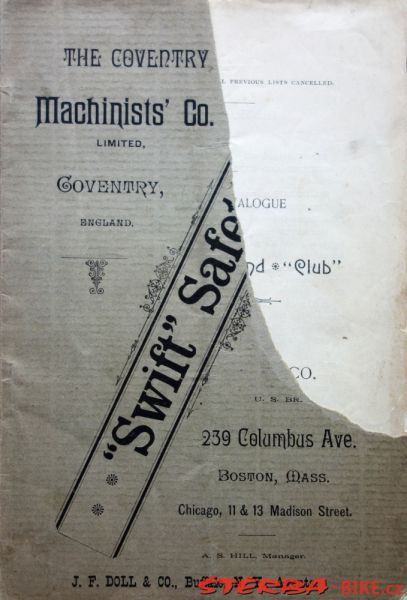 THE COVENTRY
PREVIOUS LISTS CANCELLED.
Machinists' Co.
LIMITED,
COVENTRY,
ENGLAND.
ALOGUE
"Club"
"Swift" Safe
CO.
U. S. BR.
239 Columbus Ave.
BOSTON, MASS.
Chicago, 11 & 13 Madison Street.
A. S. HILL, Manager.
J. F. DOLL & CO., Buffalo, N. Y.
STERBA-BIKE.cz